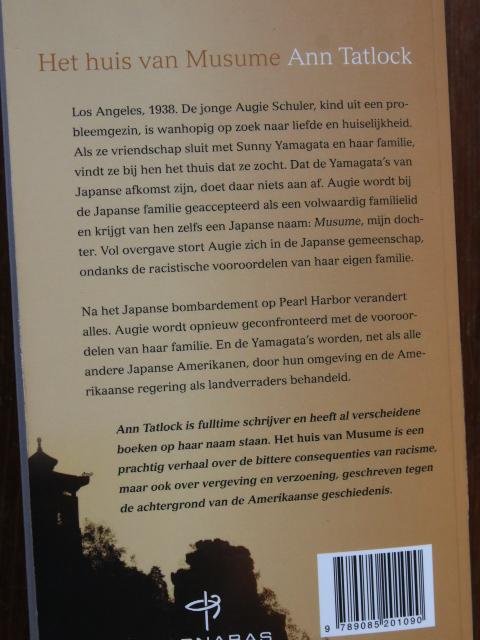 Het huis van Musume Ann Tatlock
Los Angeles, 1938. De jonge Augie Schuler, kind uit een pro-
bleemgezin, is wanhopig op zoek naar liefde en huiselijkheid.
Als ze vriendschap sluit met Sunny Yamagata en haar familie,
vindt ze bij hen het thuis dat ze zocht. Dat de Yamagata's van
Japanse afkomst zijn, doet daar niets aan af. Augie wordt bij
de Japanse familie geaccepteerd als een volwaardig familielid
en krijgt van hen zelfs een Japanse naam: Musume, mijn doch-
ter. Vol overgave stort Augie zich in de Japanse gemeenschap,
ondanks de racistische vooroordelen van haar eigen familie.
Na het Japanse bombardement op Pearl Harbor verandert
alles. Augie wordt opnieuw geconfronteerd met de vooroor-
delen van haar familie. En de Yamagata's worden, net als alle
andere Japanse Amerikanen, door hun omgeving en de Ame-
rikaanse regering als landverraders behandeld.
Ann Tatlock is fulltime schrijver en heeft al verscheidene
boeken op haar naam staan. Het huis van Musume is een
prachtig verhaal over de bittere consequenties van racisme,
maar ook over vergeving en verzoening, geschreven tegen
de achtergrond van de Amerikaanse geschiedenis.
9 789085 201090